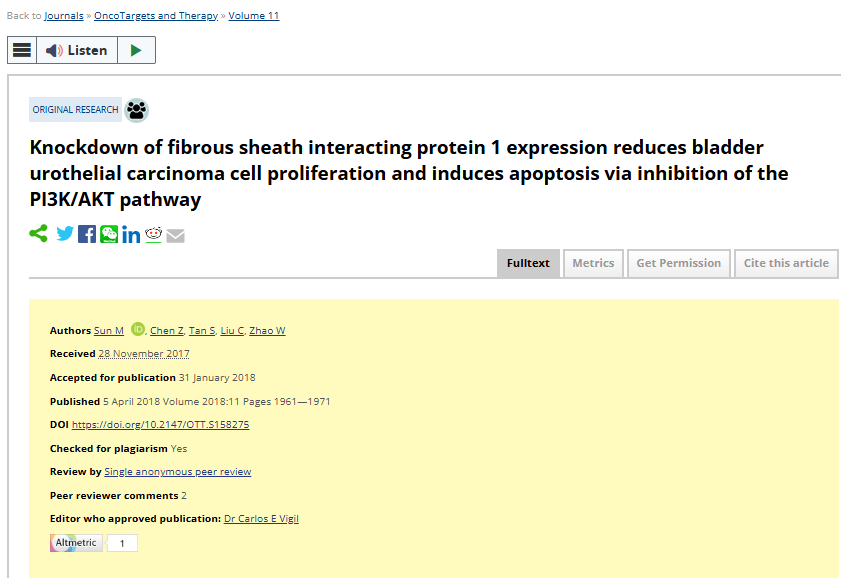 Back to Journals » OncoTargets and Therapy » Volume 11
Listen
ORIGINAL RESEARCH
Knockdown of fibrous sheath interacting protein 1 expression reduces bladder
urothelial carcinoma cell proliferation and induces apoptosis via inhibition of the
PI3K/AKT pathway
Fulltext Metrics Get Permission Cite this article
Authors Sun M iD, Chen Z, Tan S, Liu C, Zhao W
Received 28 November 2017
Accepted for publication 31 January 2018
Published 5 April 2018 Volume 2018:11 Pages 1961—1971
DOI https://doi.org/10.2147/OTT.S158275
Checked for plagiarism Yes
Review by Single anonymous peer review
Peer reviewer comments 2
Editor who approved publication: Dr Carlos E Vigil
Altmetric 1